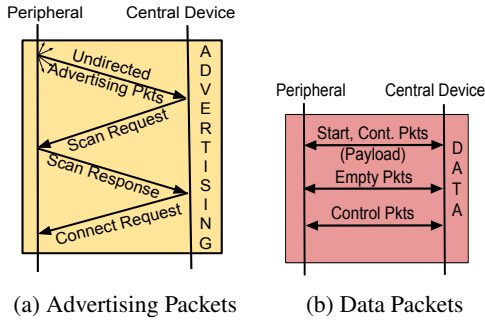 Peripheral Central Device
Undirected
Advertising Pkts
Scan Request
Scan Response
Connect Request
ADVERTISING
(a) Advertising Packets
Peripheral Central Device
Start, Cont. Pkts
(Payload)
Empty Pkts
Control Pkts
DATA
(b) Data Packets